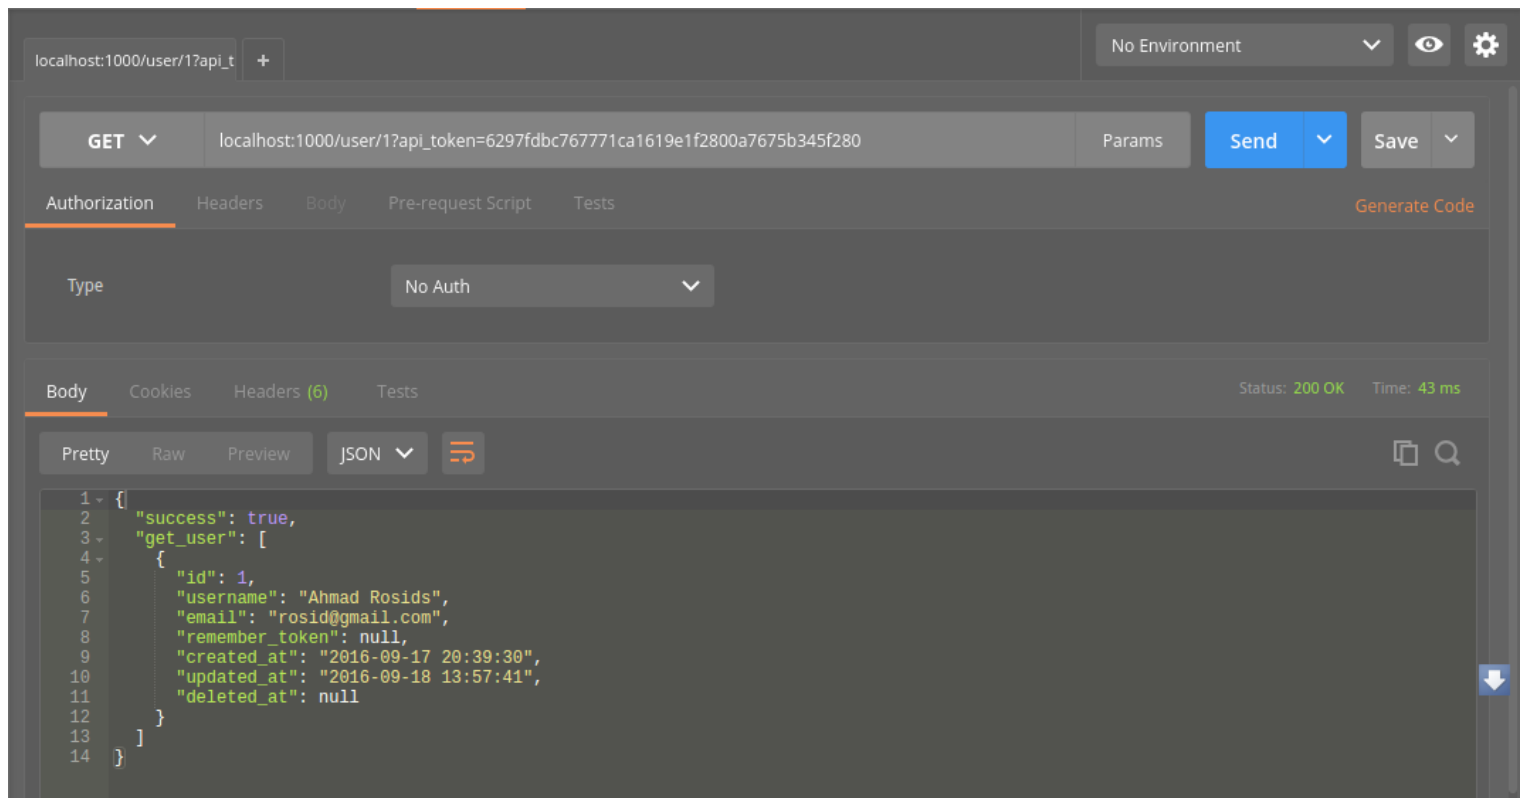 localhost:1000/user/1?api_t +
No Environment
GET localhost:1000/user/1?api_token=6297fdbc767771ca1619e1f2800a7675b345f280 Params Send Save
Authorization Headers Body Pre-request Script Tests Generate Code
Type No Auth
Body Cookies Headers (6) Tests Status: 200 OK Time: 43 ms
Pretty Raw Preview JSON
1 {
2 "success": true,
3 "get_user": [
4 {
5 "id": 1,
6 "username": "Ahmad Rosids",
7 "email": "rosid@gmail.com",
8 "remember_token": null,
9 "created_at": "2016-09-17 20:39:30",
10 "updated_at": "2016-09-18 13:57:41",
11 "deleted_at": null
12 }
13 ]
14 }